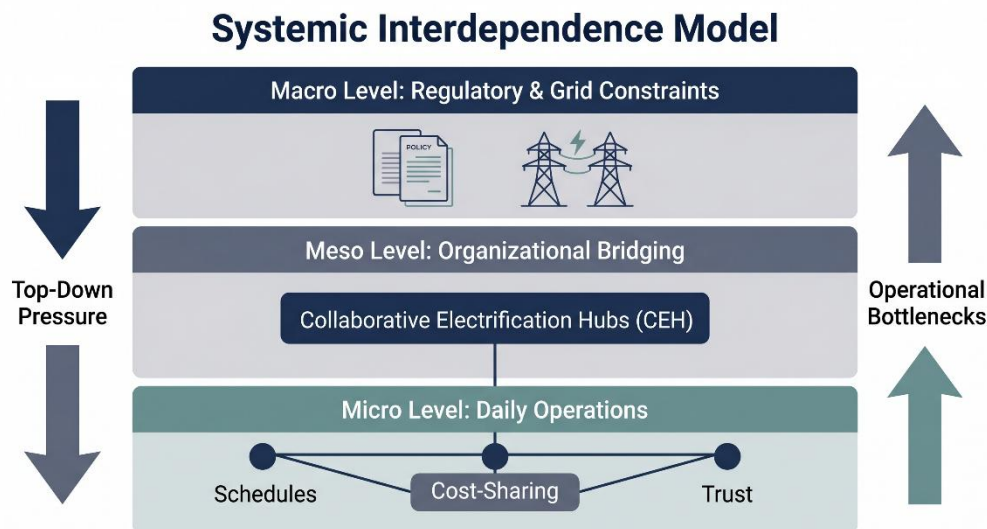 Systemic Interdependence Model
Macro Level: Regulatory & Grid Constraints
POLICY
Meso Level: Organizational Bridging
Top-Down
Pressure
Collaborative Electrification Hubs (CEH)
Operational
Bottlenecks
Micro Level: Daily Operations
Schedules
Cost-Sharing
Trust